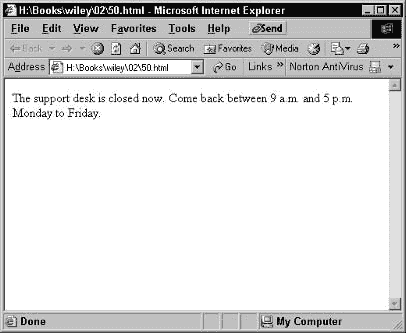 H:\Books\wiley\02\50.html - Microsoft Internet Explorer
File Edit View Favorites Tools Help Send
Back Search Favorites Media »
Address H:\Books\wiley\02\50.html Go Links » Norton AntiVirus
The support desk is closed now. Come back between 9 a.m. and 5 p.m.
Monday to Friday.
Done My Computer